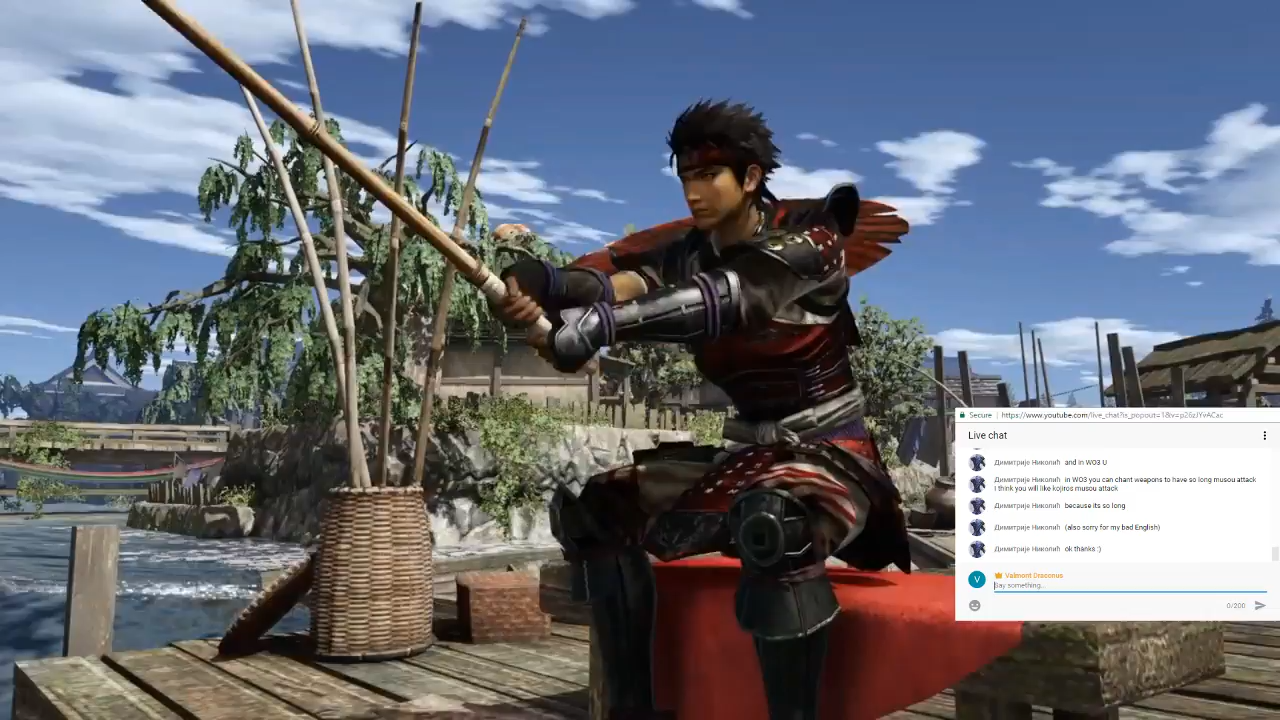 Secure | https://www.youtube.com/live_chat?is_popout=1&v=p26zJYvACac
Live chat
Димитрије Николић and in WO3 U
Димитрије Николић in WO3 you can chant weapons to have so long musou attack
I think you will like kojiros musou attack
Димитрије Николић because its so long
Димитрије Николић (also sorry for my bad English)
Димитрије Николић ok thanks :)
V Valmont Draconus
Say something...
0/200